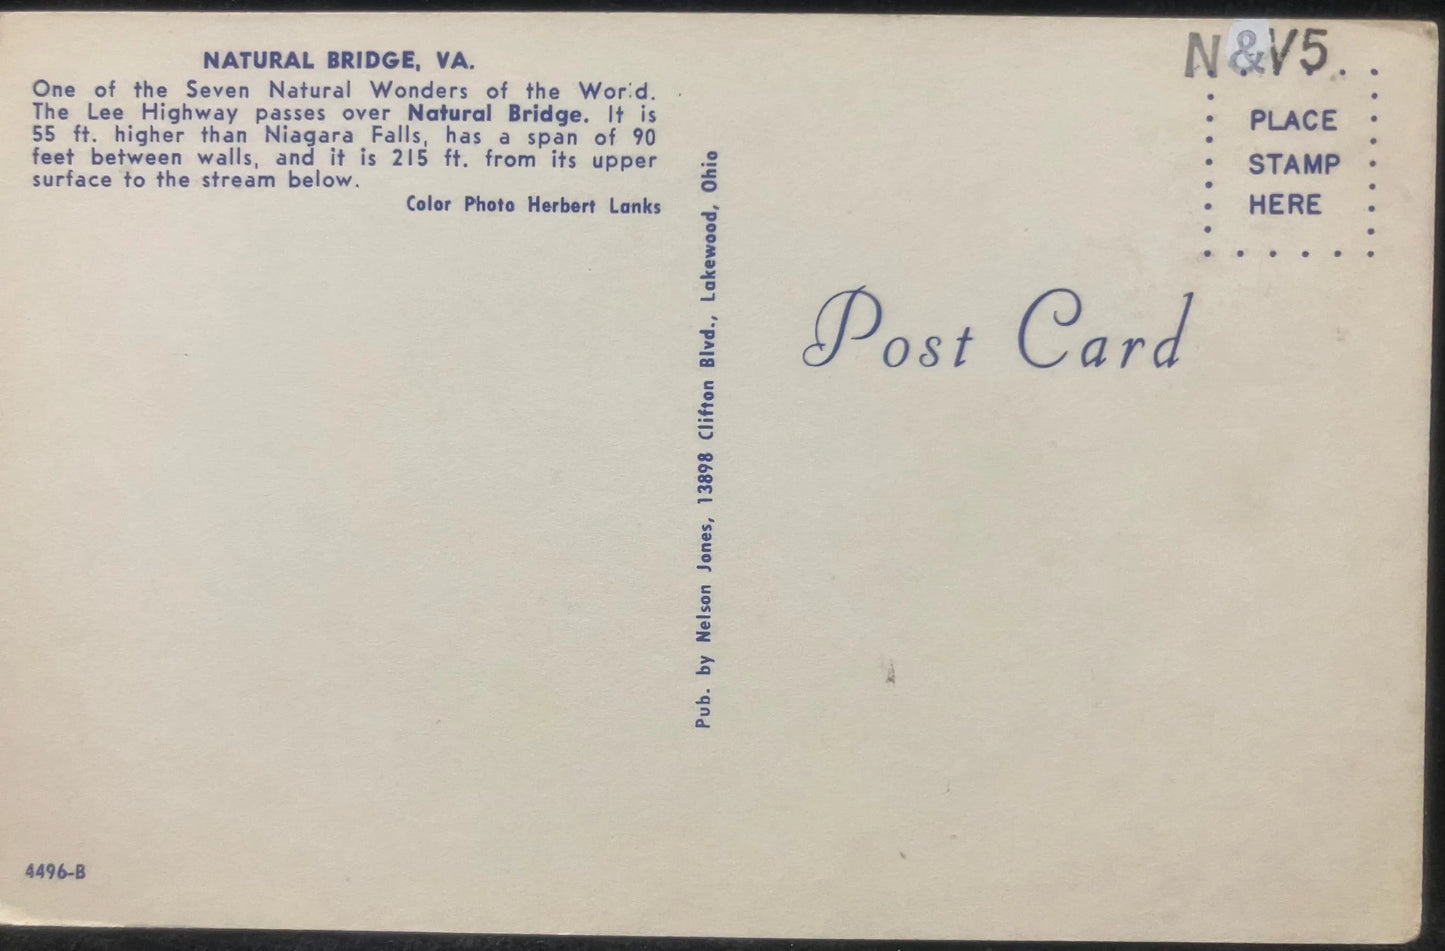 NATURAL BRIDGE, VA.
One of the Seven Natural Wonders of the World.
The Lee Highway passes over Natural Bridge. It is
55 ft. higher than Niagara Falls, has a span of 90
feet between walls, and it is 215 ft. from its upper
surface to the stream below.
Color Photo Herbert Lanks
4496-B
Pub. by Nelson Jones, 13898 Clifton Blvd., Lakewood, Ohio
N&V5
PLACE
STAMP
HERE
Post Card